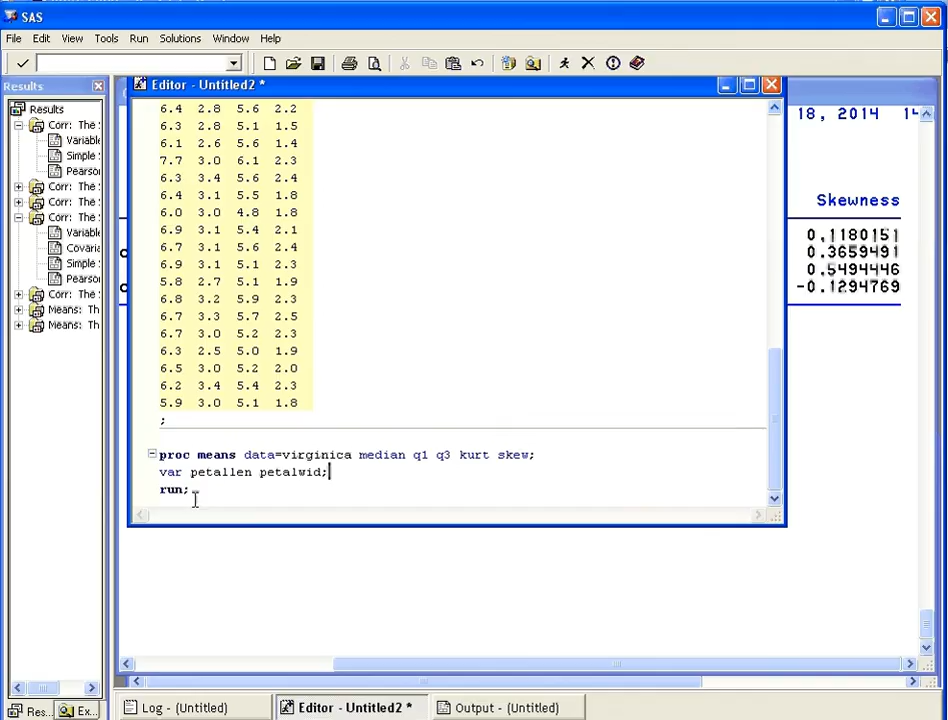 SAS
File Edit View Tools Run Solutions Window Help
Results
Editor - Untitled2 *
Results
Corr: The
Variable
Simple
Pearso
Corr: The
Corr: The
Corr: The
Variable
Covaria
Simple
Pearso
Corr: The
Means: Th
Means: Th
6.4 2.8 5.6 2.2
6.3 2.8 5.1 1.5
6.1 2.6 5.6 1.4
7.7 3.0 6.1 2.3
6.3 3.4 5.6 2.4
6.4 3.1 5.5 1.8
6.0 3.0 4.8 1.8
6.9 3.1 5.4 2.1
6.7 3.1 5.6 2.4
6.9 3.1 5.1 2.3
5.8 2.7 5.1 1.9
6.8 3.2 5.9 2.3
6.7 3.3 5.7 2.5
6.7 3.0 5.2 2.3
6.3 2.5 5.0 1.9
6.5 3.0 5.2 2.0
6.2 3.4 5.4 2.3
5.9 3.0 5.1 1.8
;
proc means data=virginica median q1 q3 kurt skew;
var petallen petalwid;
run;
18, 2014 14
Skewness
0.1180151
0.3659491
0.5494446
-0.1294769
Res... Ex...
Log - (Untitled)
Editor - Untitled2 *
Output - (Untitled)